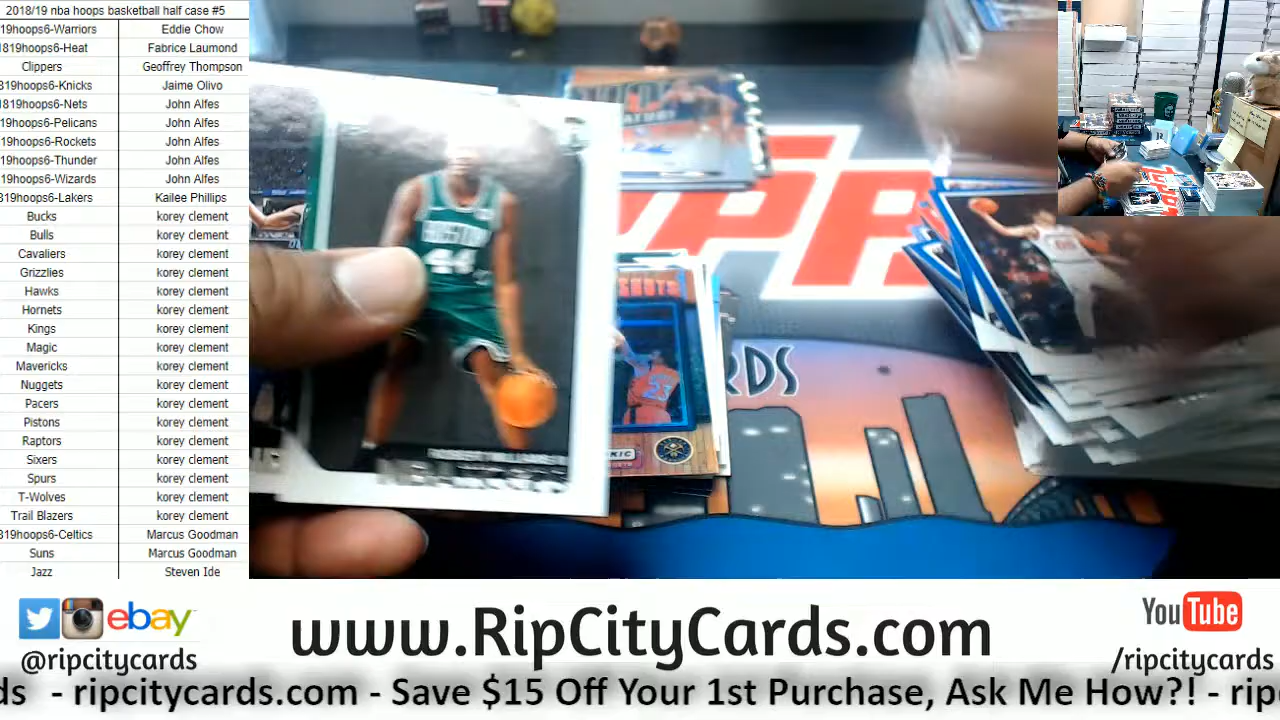 2018/19 nba hoops basketball half case #5
19hoops6-Warriors Eddie Chow
1819hoops6-Heat Fabrice Laumond
Clippers Geoffrey Thompson
819hoops6-Knicks Jaime Olivo
1819hoops6-Nets John Alfes
19hoops6-Pelicans John Alfes
19hoops6-Rockets John Alfes
19hoops6-Thunder John Alfes
19hoops6-Wizards John Alfes
819hoops6-Lakers Kailee Phillips
Bucks korey clement
Bulls korey clement
Cavaliers korey clement
Grizzlies korey clement
Hawks korey clement
Hornets korey clement
Kings korey clement
Magic korey clement
Mavericks korey clement
Nuggets korey clement
Pacers korey clement
Pistons korey clement
Raptors korey clement
Sixers korey clement
Spurs korey clement
T-Wolves korey clement
Trail Blazers korey clement
819hoops6-Celtics Marcus Goodman
Suns Marcus Goodman
Jazz Steven Ide
BOSTON
44
RDS
ebay
@ripcitycards
www.RipCityCards.com
YouTube
/ripcitycards
ds - ripcitycards.com - Save $15 Off Your 1st Purchase, Ask Me How?! - rip